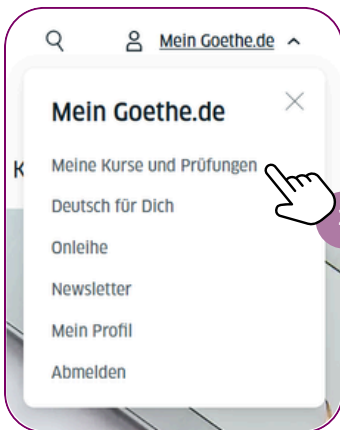 Mein Goethe.de
Mein Goethe.de
K
Meine Kurse und Prüfungen
Deutsch für Dich
Onleihe
Newsletter
Mein Profil
Abmelden